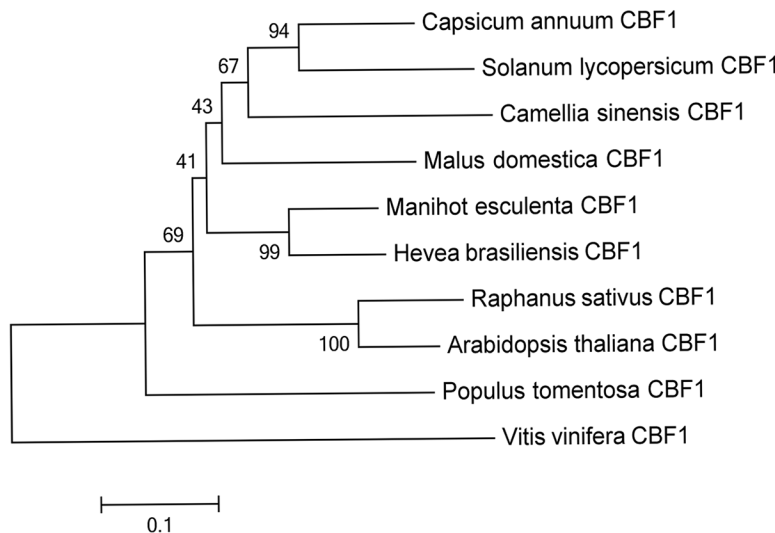 94
Capsicum annuum CBF1
67
Solanum lycopersicum CBF1
43
Camellia sinensis CBF1
41
Malus domestica CBF1
Manihot esculenta CBF1
69
99
Hevea brasiliensis CBF1
Raphanus sativus CBF1
100
Arabidopsis thaliana CBF1
Populus tomentosa CBF1
Vitis vinifera CBF1
0.1